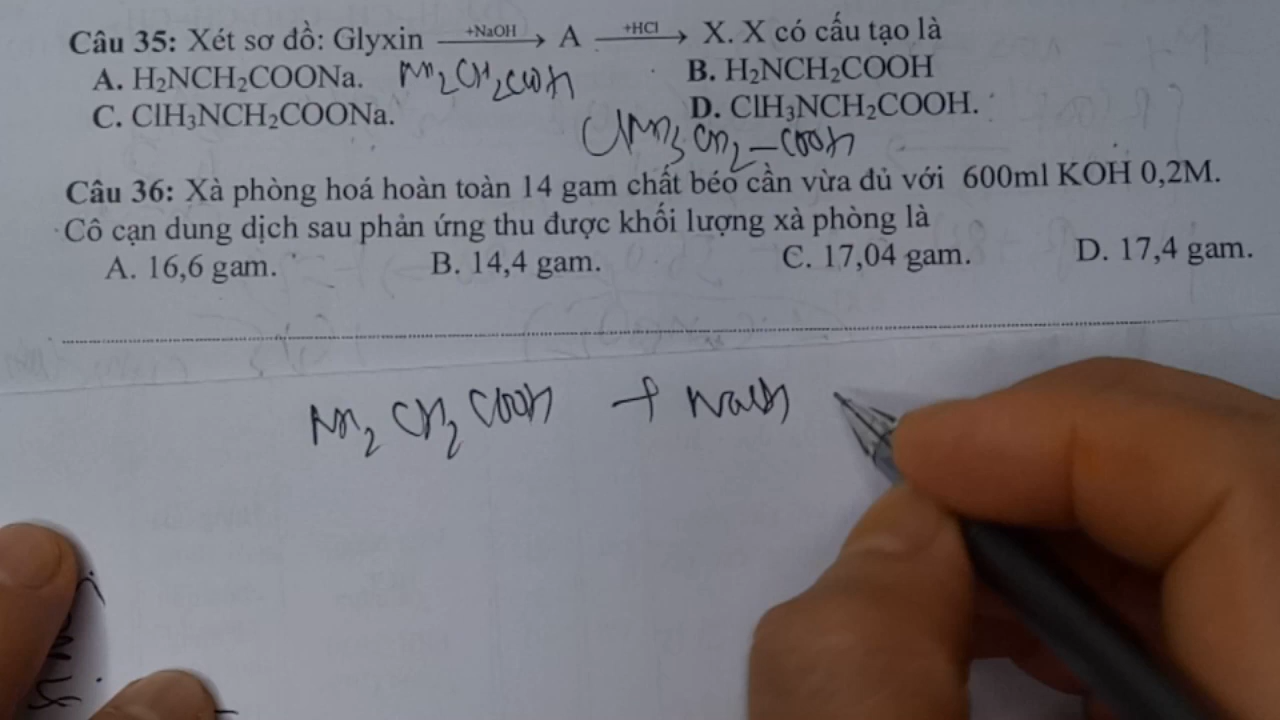 Câu 35: Xét sơ đồ: Glyxin +NaOH → A +HCl → X. X có cấu tạo là
A. H₂NCH₂COONa. NH₂CH₂COOH B. H₂NCH₂COOH
C. ClH₃NCH₂COONa. D. ClH₃NCH₂COOH.
ClNH₃CH₂-COOH
Câu 36: Xà phòng hoá hoàn toàn 14 gam chất béo cần vừa đủ với 600ml KOH 0,2M.
Cô cạn dung dịch sau phản ứng thu được khối lượng xà phòng là
A. 16,6 gam. B. 14,4 gam. C. 17,04 gam. D. 17,4 gam.
NH₂CH₂COOH + NaOH